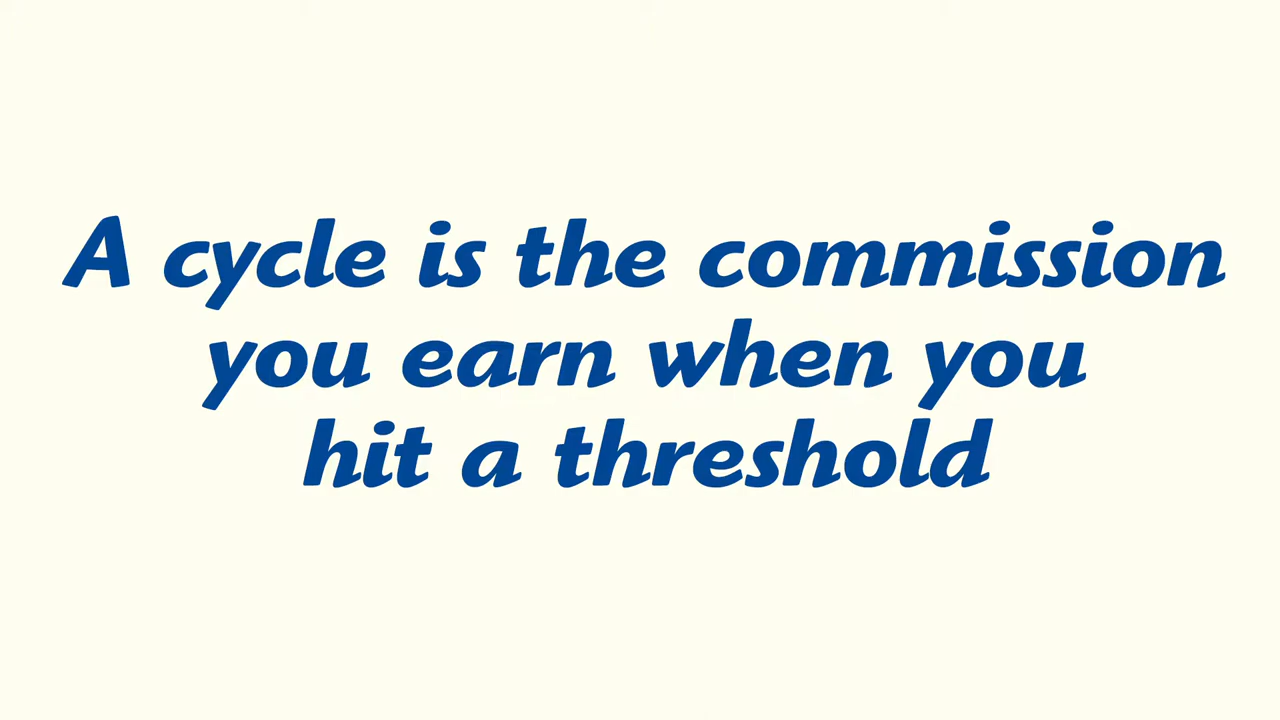 A cycle is the commission
you earn when you
hit a threshold